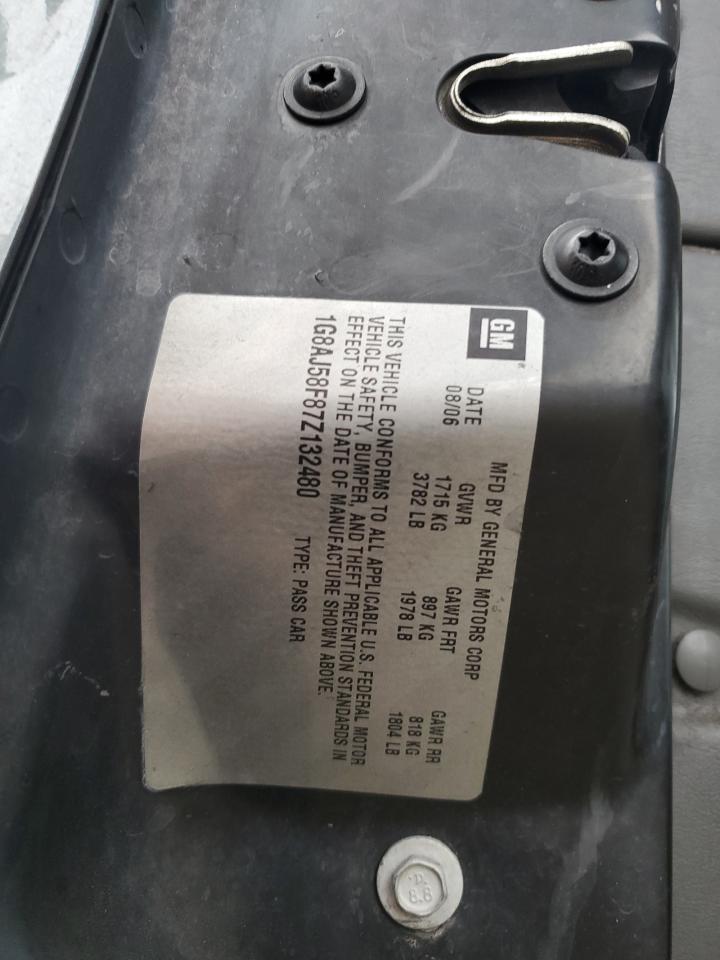 GM®
MFD BY GENERAL MOTORS CORP
DATE GVWR GAWR FRT GAWR RR
08/06 1715 KG 897 KG 818 KG
3782 LB 1978 LB 1804 LB
THIS VEHICLE CONFORMS TO ALL APPLICABLE U.S. FEDERAL MOTOR
VEHICLE SAFETY, BUMPER, AND THEFT PREVENTION STANDARDS IN
EFFECT ON THE DATE OF MANUFACTURE SHOWN ABOVE.
1G8AJ58F87Z132480 TYPE: PASS CAR
8.8